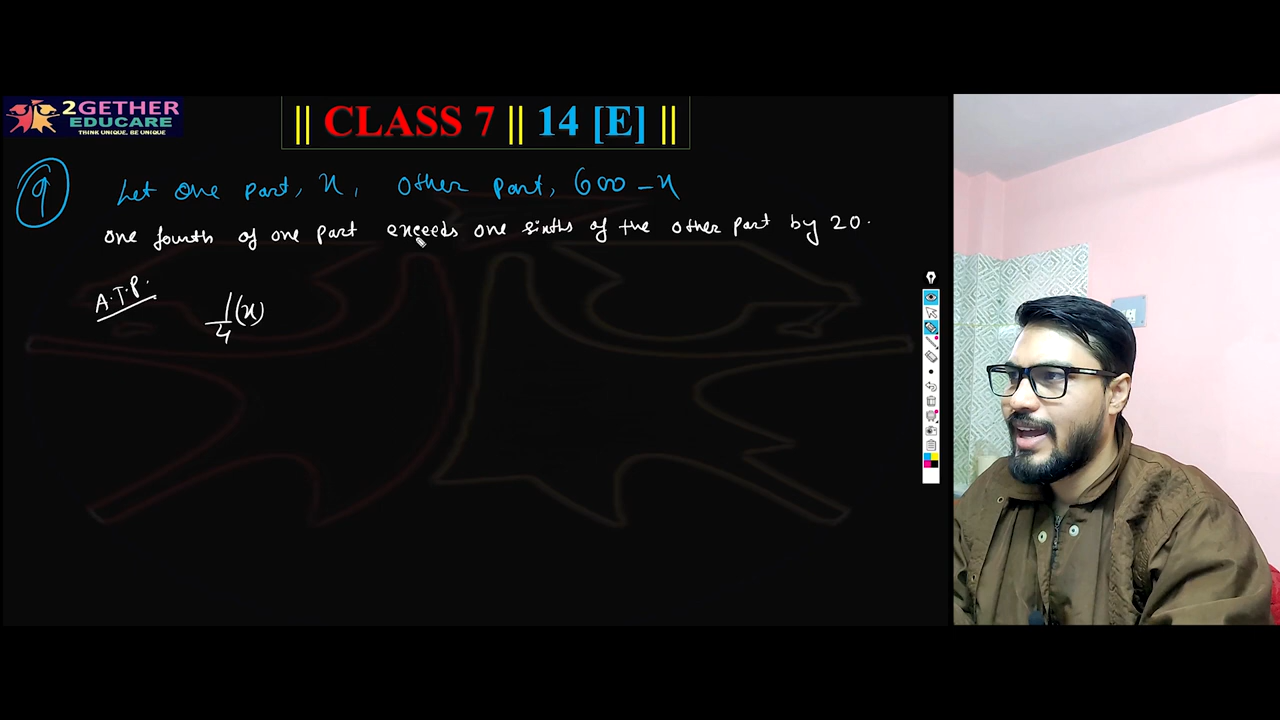 2GETHER
EDUCARE
THINK UNIQUE, BE UNIQUE
|| CLASS 7 || 14 [E] ||
9 Let one part, x, other part, 600 - x
one fourth of one part exceeds one sixths of the other part by 20.
A.T.P. 1/4 (x)